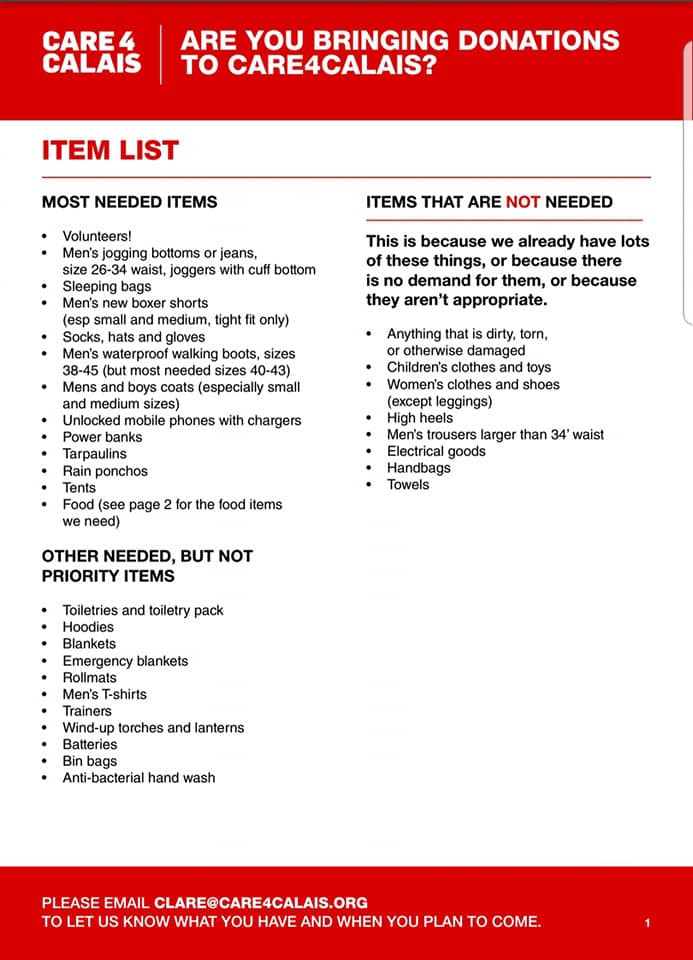 CARE4
CALAIS
ARE YOU BRINGING DONATIONS
TO CARE4CALAIS?
ITEM LIST
MOST NEEDED ITEMS
• Volunteers!
• Men's jogging bottoms or jeans,
size 26-34 waist, joggers with cuff bottom
• Sleeping bags
• Men's new boxer shorts
(esp small and medium, tight fit only)
• Socks, hats and gloves
• Men's waterproof walking boots, sizes
38-45 (but most needed sizes 40-43)
• Mens and boys coats (especially small
and medium sizes)
• Unlocked mobile phones with chargers
• Power banks
• Tarpaulins
• Rain ponchos
• Tents
• Food (see page 2 for the food items
we need)
OTHER NEEDED, BUT NOT
PRIORITY ITEMS
• Toiletries and toiletry pack
• Hoodies
• Blankets
• Emergency blankets
• Rollmats
• Men's T-shirts
• Trainers
• Wind-up torches and lanterns
• Batteries
• Bin bags
• Anti-bacterial hand wash
ITEMS THAT ARE NOT NEEDED
This is because we already have lots
of these things, or because there
is no demand for them, or because
they aren't appropriate.
• Anything that is dirty, torn,
or otherwise damaged
• Children's clothes and toys
• Women's clothes and shoes
(except leggings)
• High heels
• Men's trousers larger than 34' waist
• Electrical goods
• Handbags
• Towels
PLEASE EMAIL CLARE@CARE4CALAIS.ORG
TO LET US KNOW WHAT YOU HAVE AND WHEN YOU PLAN TO COME.
1